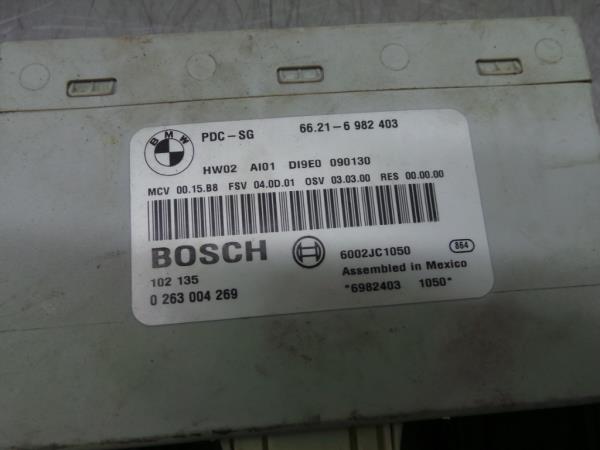 BMW PDC-SG 66.21-6 982 403
HW02 AI01 DI9E0 090130
MCV 00.15.B8 FSV 04.0D.01 OSV 03.03.00 RES 00.00.00
BOSCH 6002JC1050 864
102 135 Assembled in Mexico
0 263 004 269 "6982403 1050"